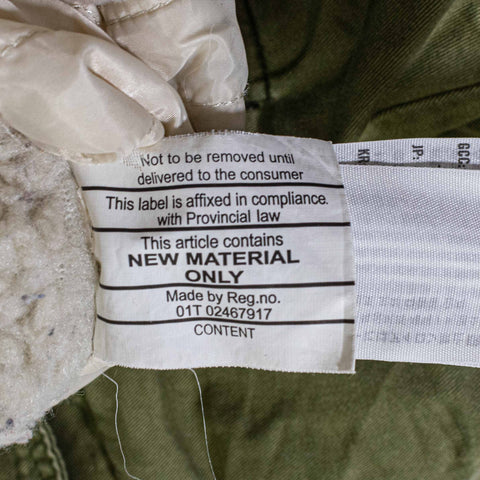 Not to be removed until
delivered to the consumer
This label is affixed in compliance.
with Provincial law
This article contains
NEW MATERIAL
ONLY
Made by Reg.no.
01T 02467917
CONTENT